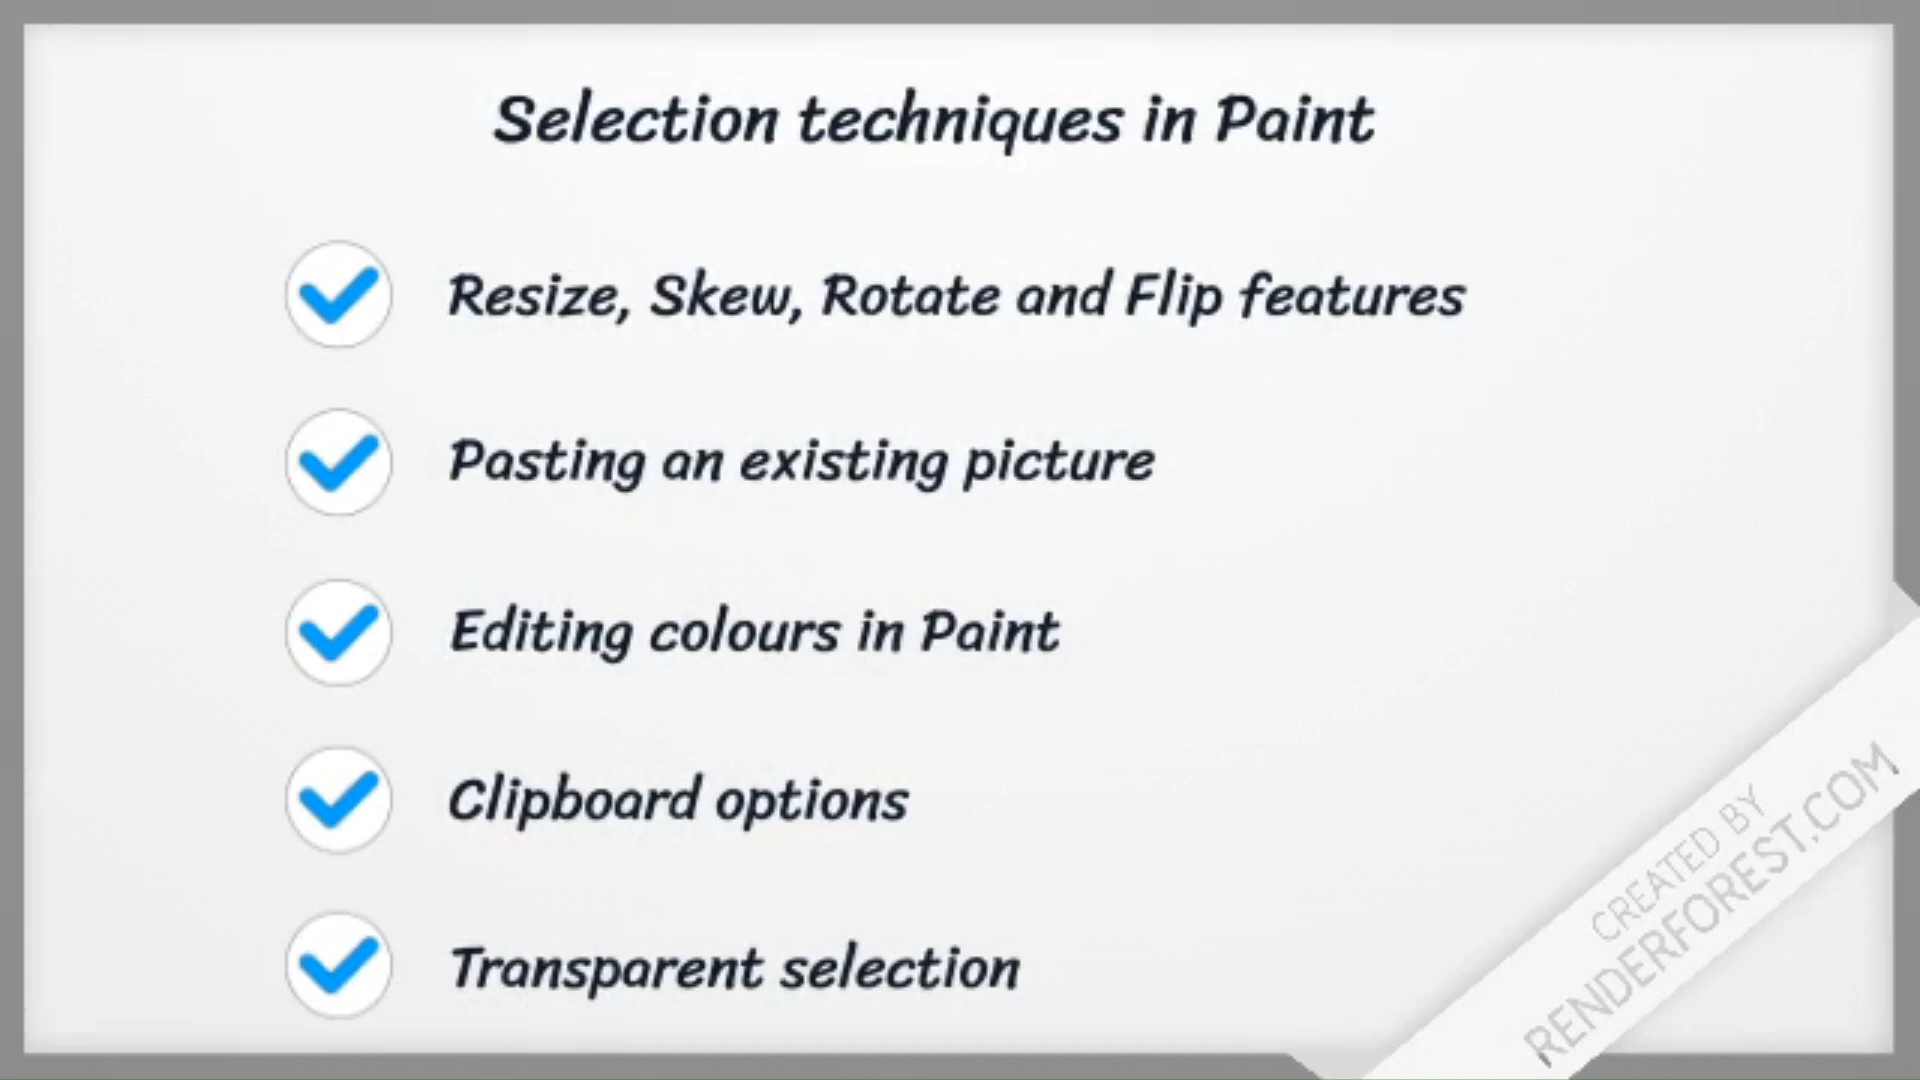 Selection techniques in Paint
Resize, Skew, Rotate and Flip features
Pasting an existing picture
Editing colours in Paint
Clipboard options
Transparent selection
CREATED BY
RENDERFOREST.COM